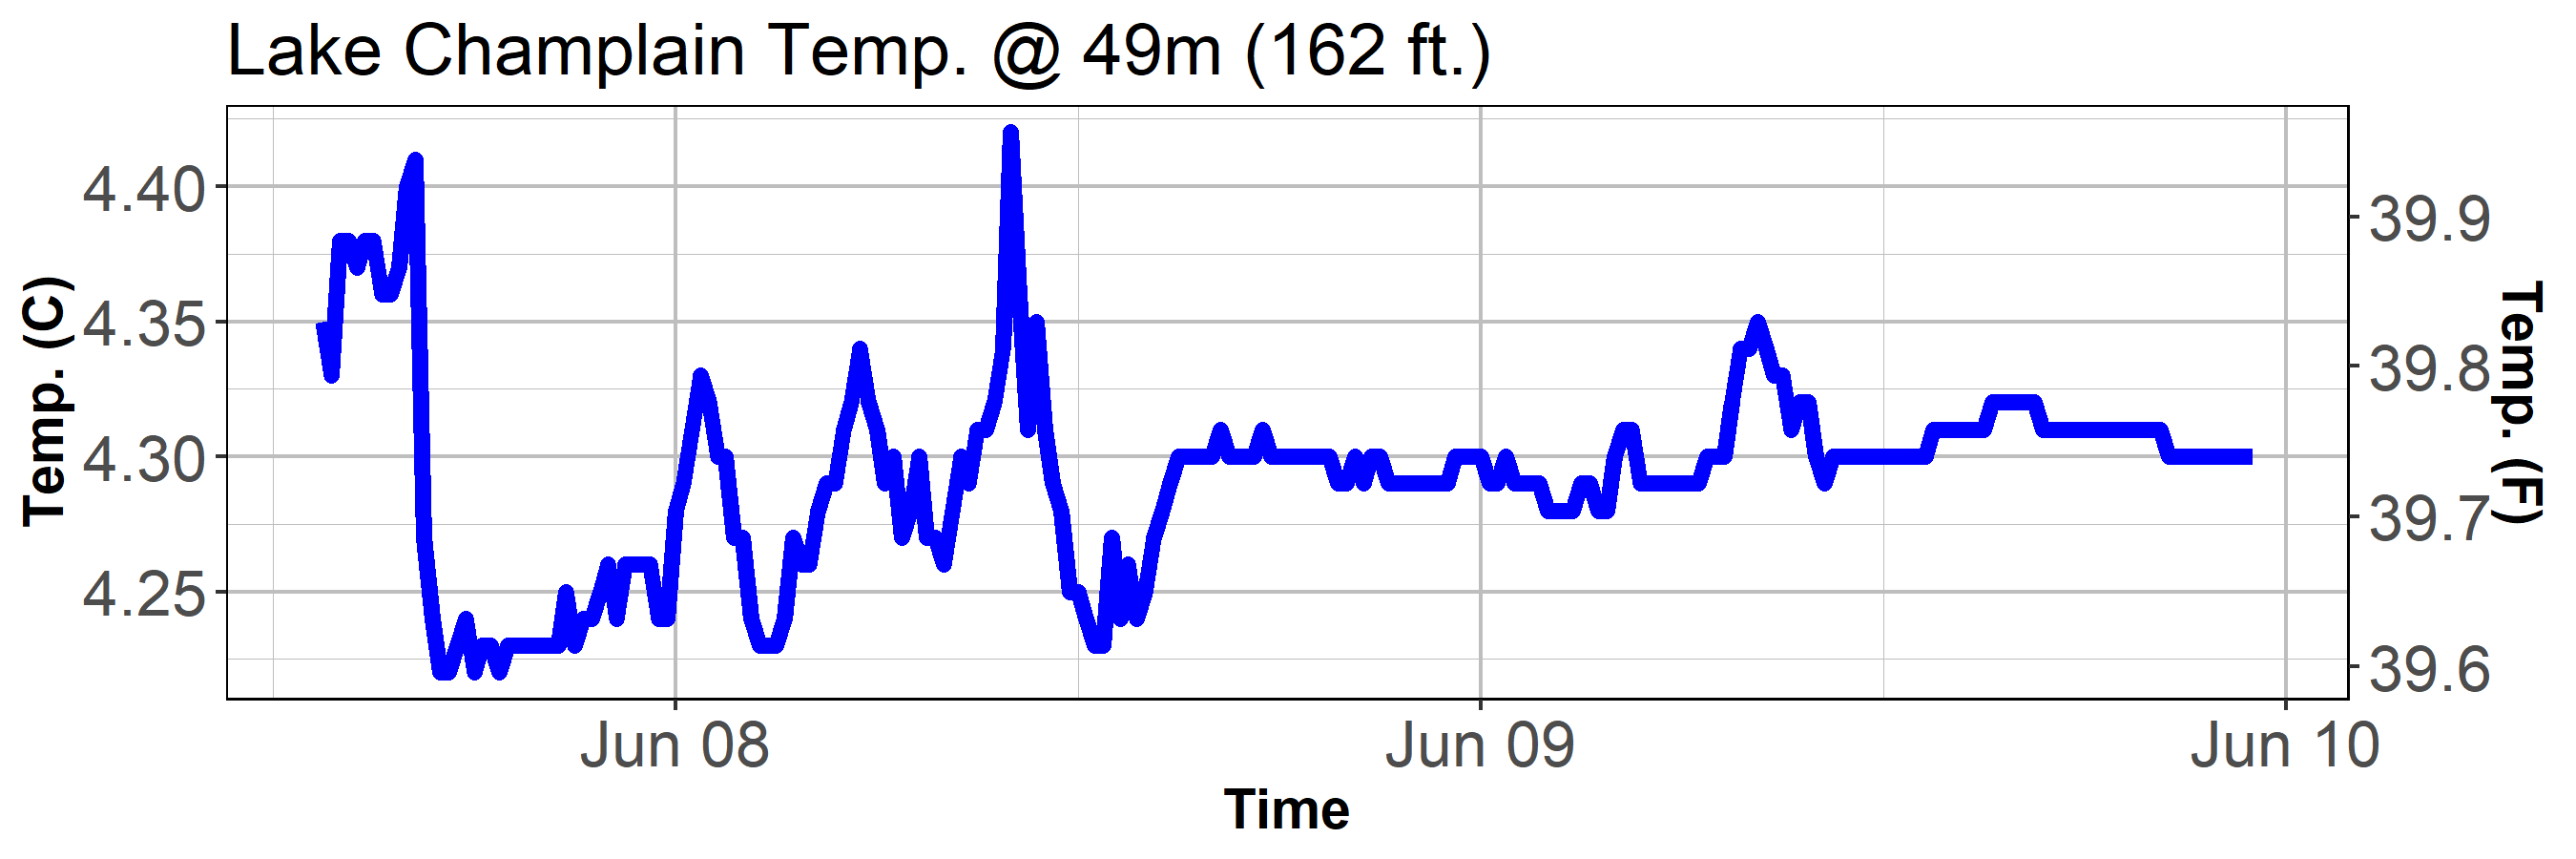 Lake Champlain Temp. @ 49m (162 ft.)
Temp. (C)
4.40
4.35
4.30
4.25
39.9
39.8
39.7
39.6
Temp. (F)
Jun 08
Jun 09
Jun 10
Time